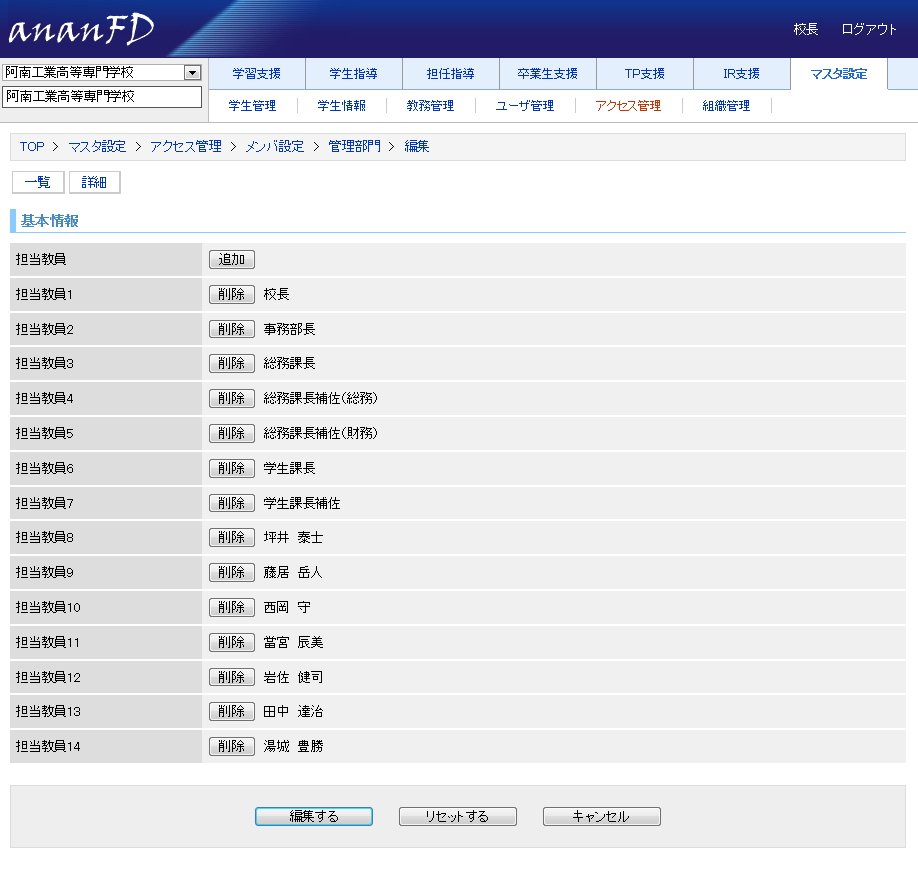 ananFD
校長 ログアウト
阿南工業高等専門学校
阿南工業高等専門学校
学習支援 学生指導 担任指導 卒業生支援 TP支援 IR支援 マスタ設定
学生管理 学生情報 教務管理 ユーザ管理 アクセス管理 組織管理
TOP > マスタ設定 > アクセス管理 > メンバ設定 > 管理部門 > 編集
一覧 詳細
基本情報
担当教員 追加
担当教員1 削除 校長
担当教員2 削除 事務部長
担当教員3 削除 総務課長
担当教員4 削除 総務課長補佐(総務)
担当教員5 削除 総務課長補佐(財務)
担当教員6 削除 学生課長
担当教員7 削除 学生課長補佐
担当教員8 削除 坪井 泰士
担当教員9 削除 藤居 岳人
担当教員10 削除 西岡 守
担当教員11 削除 當宮 辰美
担当教員12 削除 岩佐 健司
担当教員13 削除 田中 達治
担当教員14 削除 湯城 豊勝
編集する リセットする キャンセル